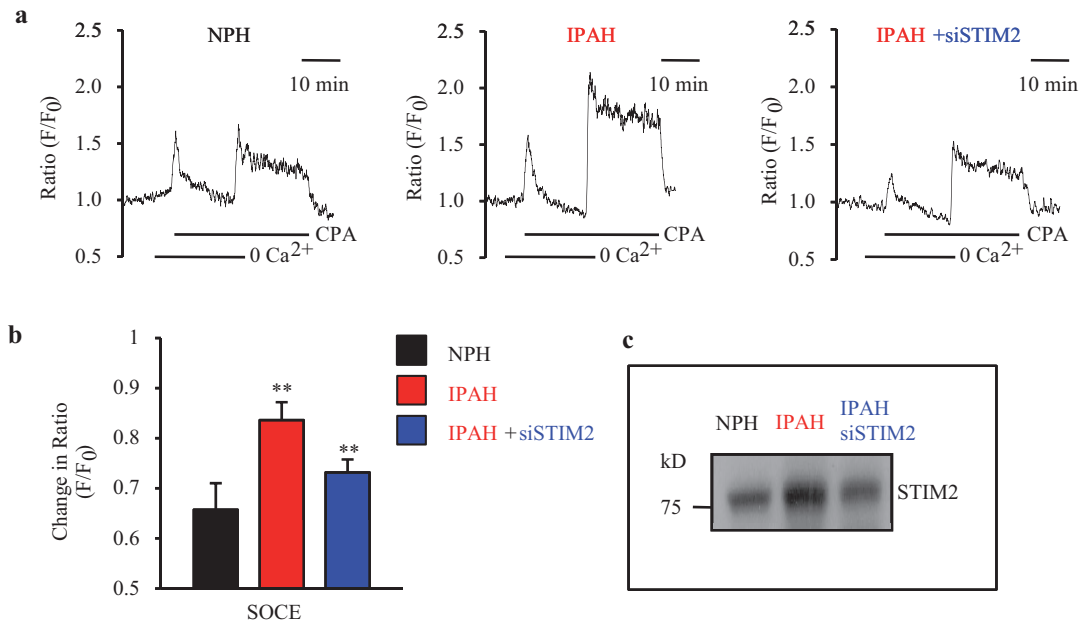 a
NPH
2.5
2.0
1.5
1.0
0.5
Ratio (F/F0)
10 min
CPA
0 Ca2+
IPAH
2.5
2.0
1.5
1.0
0.5
Ratio (F/F0)
10 min
CPA
0 Ca2+
IPAH +siSTIM2
2.5
2.0
1.5
1.0
0.5
Ratio (F/F0)
10 min
CPA
0 Ca2+
b
1
0.9
0.8
0.7
0.6
0.5
Change in Ratio
(F/F0)
**
**
SOCE
NPH
IPAH
IPAH +siSTIM2
c
NPH
IPAH
IPAH
siSTIM2
kD
75
STIM2